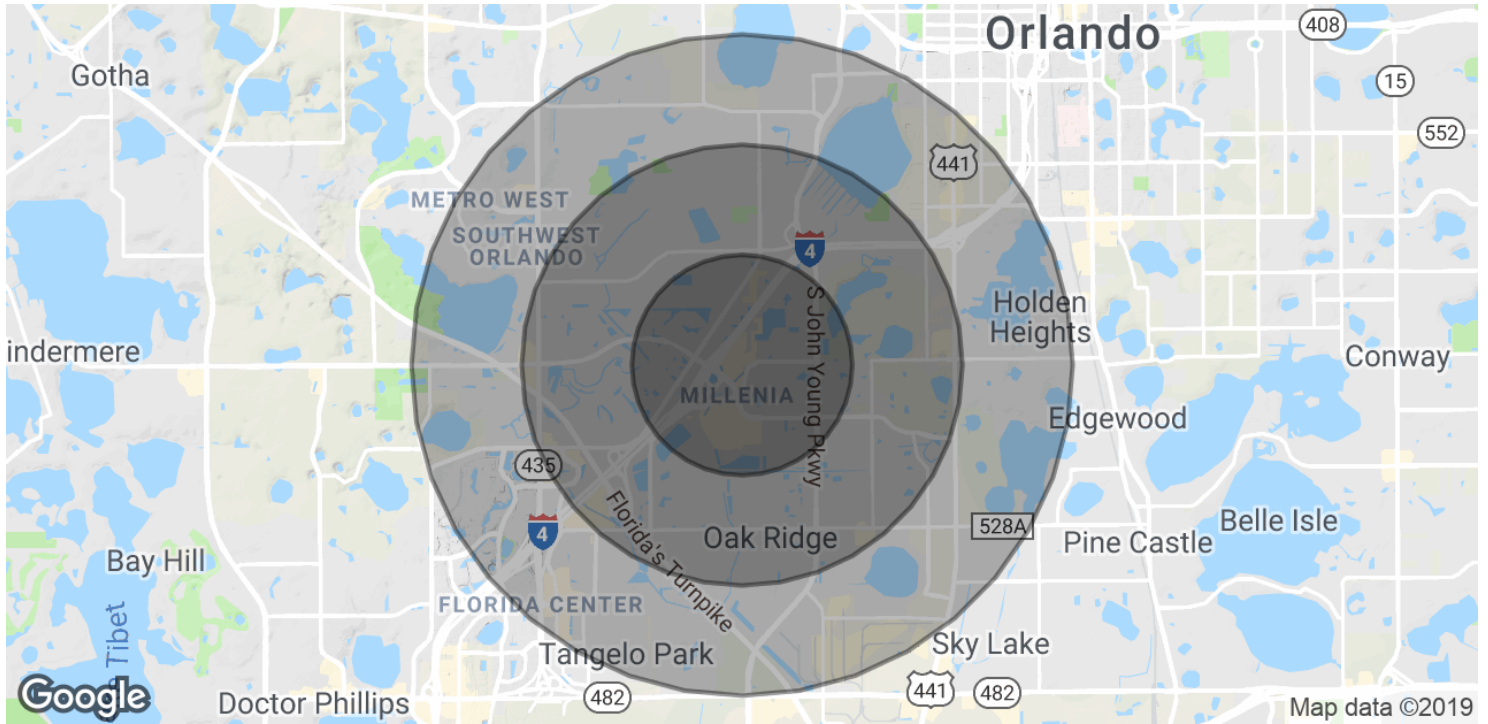 Orlando
408
Gotha
15
552
441
METRO WEST
SOUTHWEST
ORLANDO
4
S John Young Pkwy
Holden
Heights
indermere
Conway
MILLENIA
Edgewood
435
Florida's Turnpike
4
Oak Ridge
528A
Belle Isle
Pine Castle
Bay Hill
FLORIDA CENTER
Tibet
Tangelo Park
Sky Lake
Google
Doctor Phillips
482
441
482
Map data ©2019